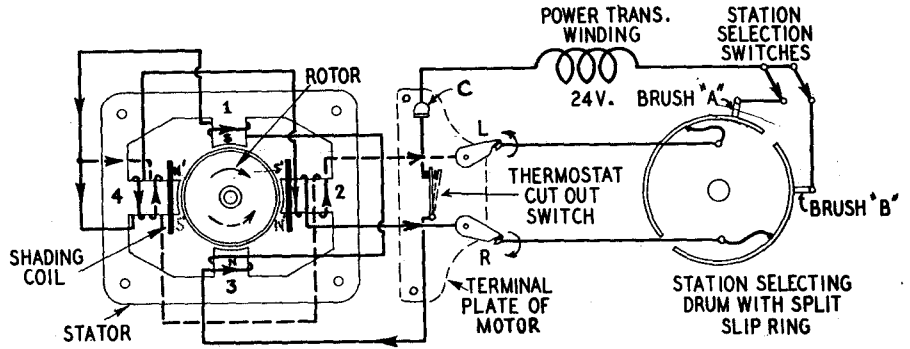 POWER TRANS.
WINDING
24V.
STATION
SELECTION
SWITCHES
BRUSH "A"
ROTOR
C
1
S
L
THERMOSTAT
CUT OUT
SWITCH
N'
S'
4
2
S
N
BRUSH "B"
SHADING
COIL
N
3
R
TERMINAL
PLATE OF
MOTOR
STATION SELECTING
DRUM WITH SPLIT
SLIP RING
STATOR